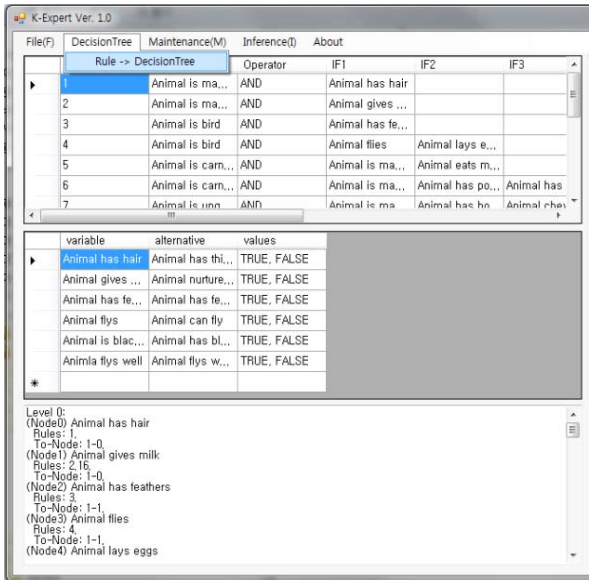 K-Expert Ver. 1.0
File(F) DecisionTree Maintenance(M) Inference(I) About
Rule -> DecisionTree
Operator IF1 IF2 IF3
1 Animal is ma... AND Animal has hair
2 Animal is ma... AND Animal gives ...
3 Animal is bird AND Animal has fe...
4 Animal is bird AND Animal flies Animal lays e...
5 Animal is carn... AND Animal is ma... Animal eats m...
6 Animal is carn... AND Animal is ma... Animal has po... Animal has
7 Animal is ung... AND Animal is ma... Animal has ho... Animal chew
variable alternative values
Animal has hair Animal has thi... TRUE, FALSE
Animal gives ... Animal nurture... TRUE, FALSE
Animal has fe... Animal has fe... TRUE, FALSE
Animal flys Animal can fly TRUE, FALSE
Animal is blac... Animal has bl... TRUE, FALSE
Animla flys well Animal flys w... TRUE, FALSE
Level 0:
(Node0) Animal has hair
Rules: 1,
To-Node: 1-0,
(Node1) Animal gives milk
Rules: 2,16,
To-Node: 1-0,
(Node2) Animal has feathers
Rules: 3,
To-Node: 1-1,
(Node3) Animal flies
Rules: 4,
To-Node: 1-1,
(Node4) Animal lays eggs